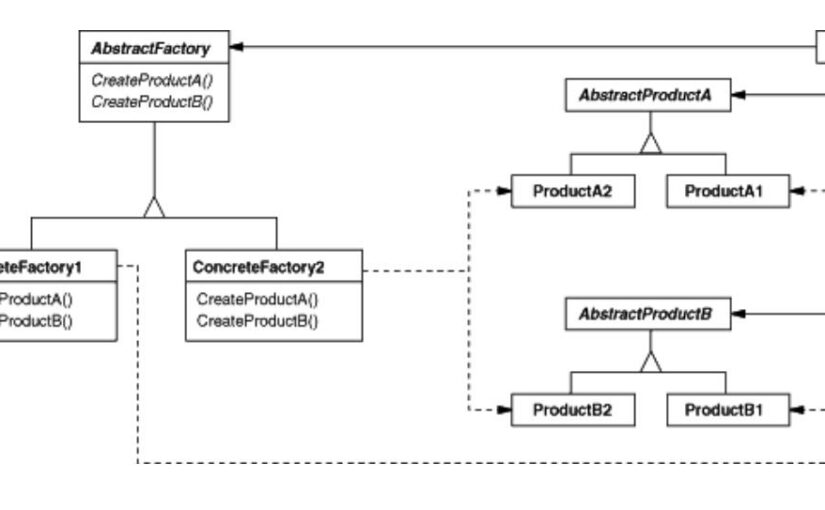 AbstractFactory
CreateProductA()
CreateProductB()
AbstractProductA
ProductA2
ProductA1
eteFactory1
ProductA()
ProductB()
ConcreteFactory2
CreateProductA()
CreateProductB()
AbstractProductB
ProductB2
ProductB1